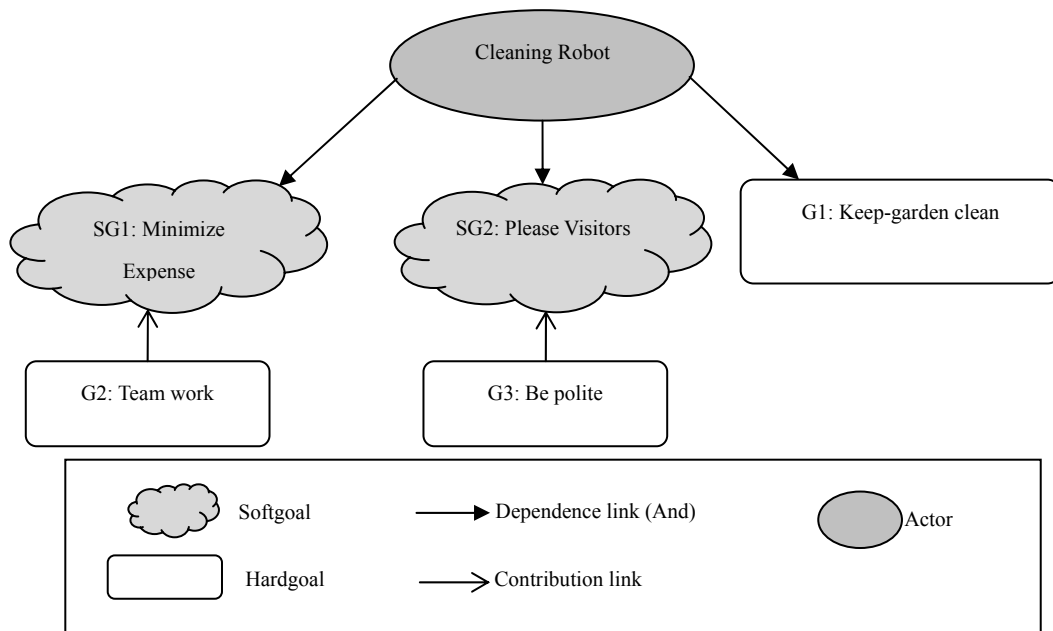 Cleaning Robot
SG1: Minimize
Expense
SG2: Please Visitors
G1: Keep-garden clean
G2: Team work
G3: Be polite
Softgoal
Dependence link (And)
Actor
Hardgoal
Contribution link